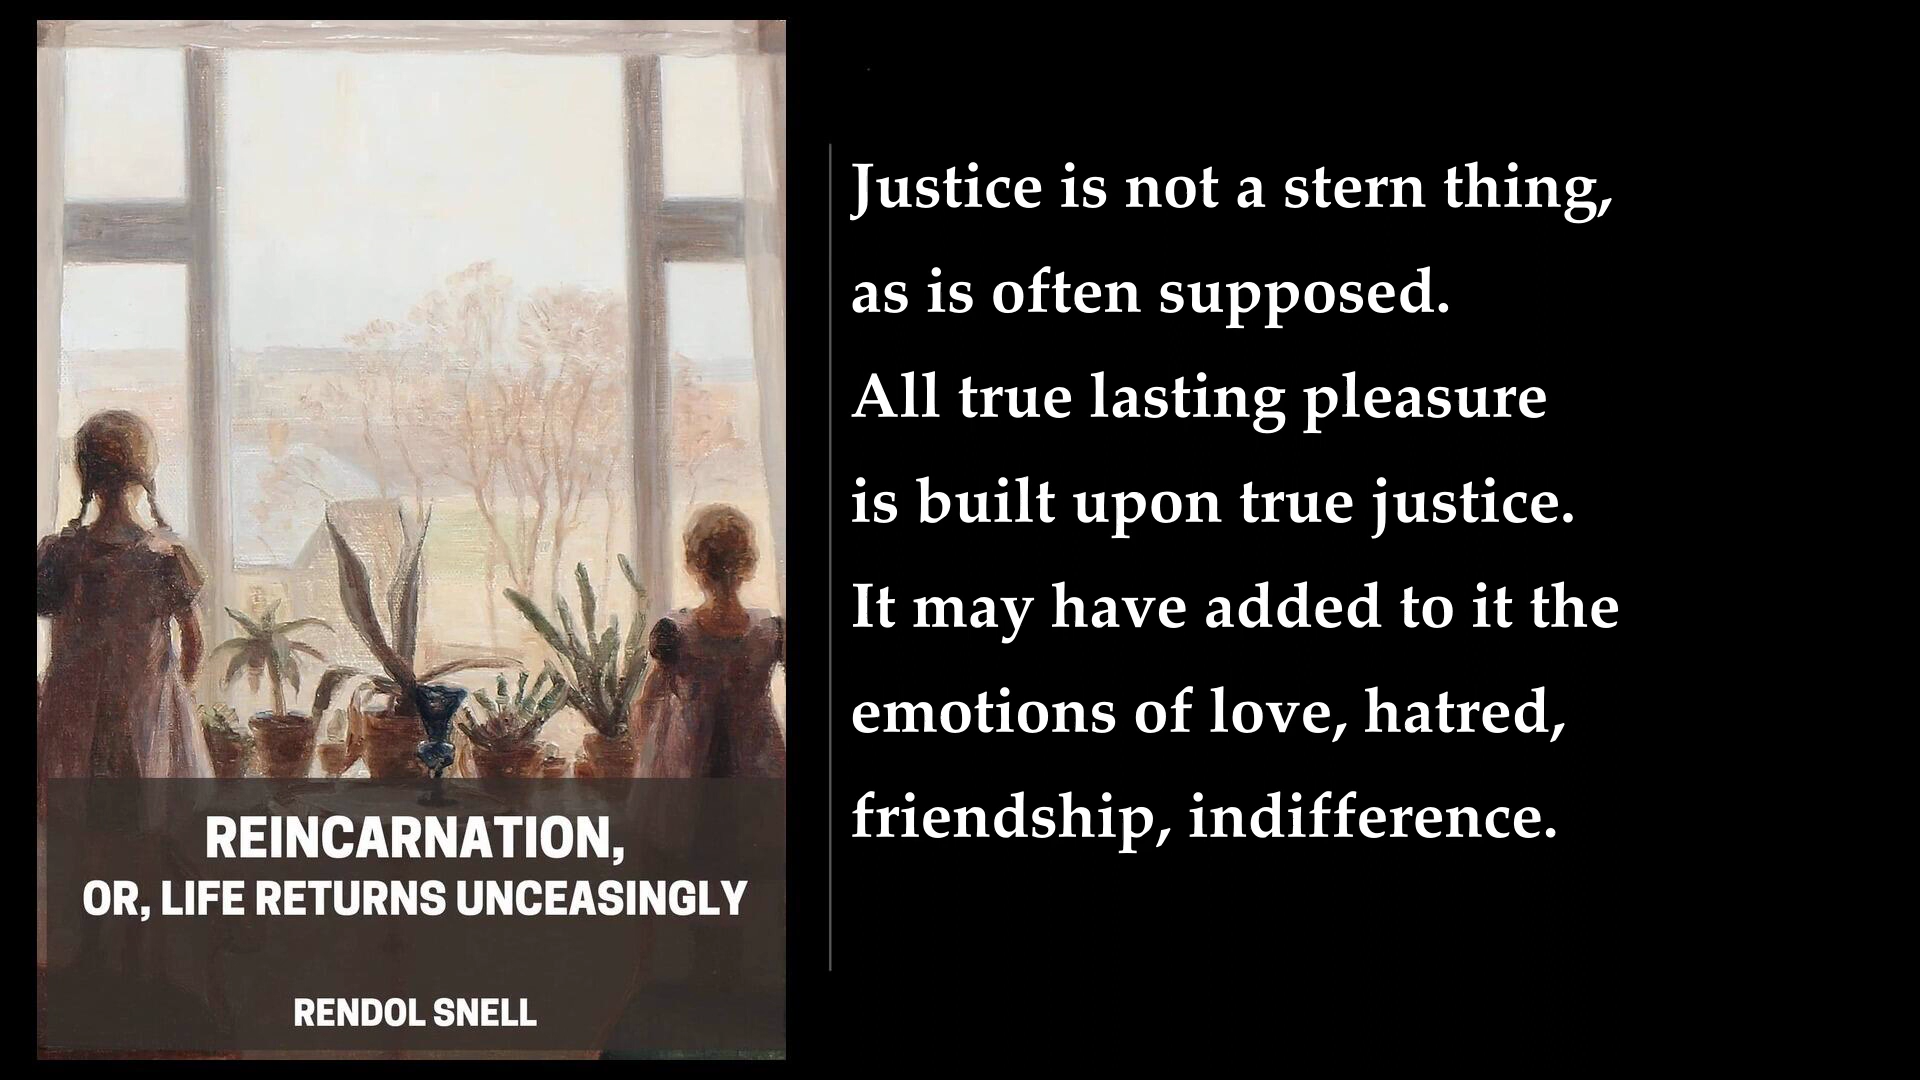 REINCARNATION,
OR, LIFE RETURNS UNCEASINGLY
RENDOL SNELL
Justice is not a stern thing,
as is often supposed.
All true lasting pleasure
is built upon true justice.
It may have added to it the
emotions of love, hatred,
friendship, indifference.